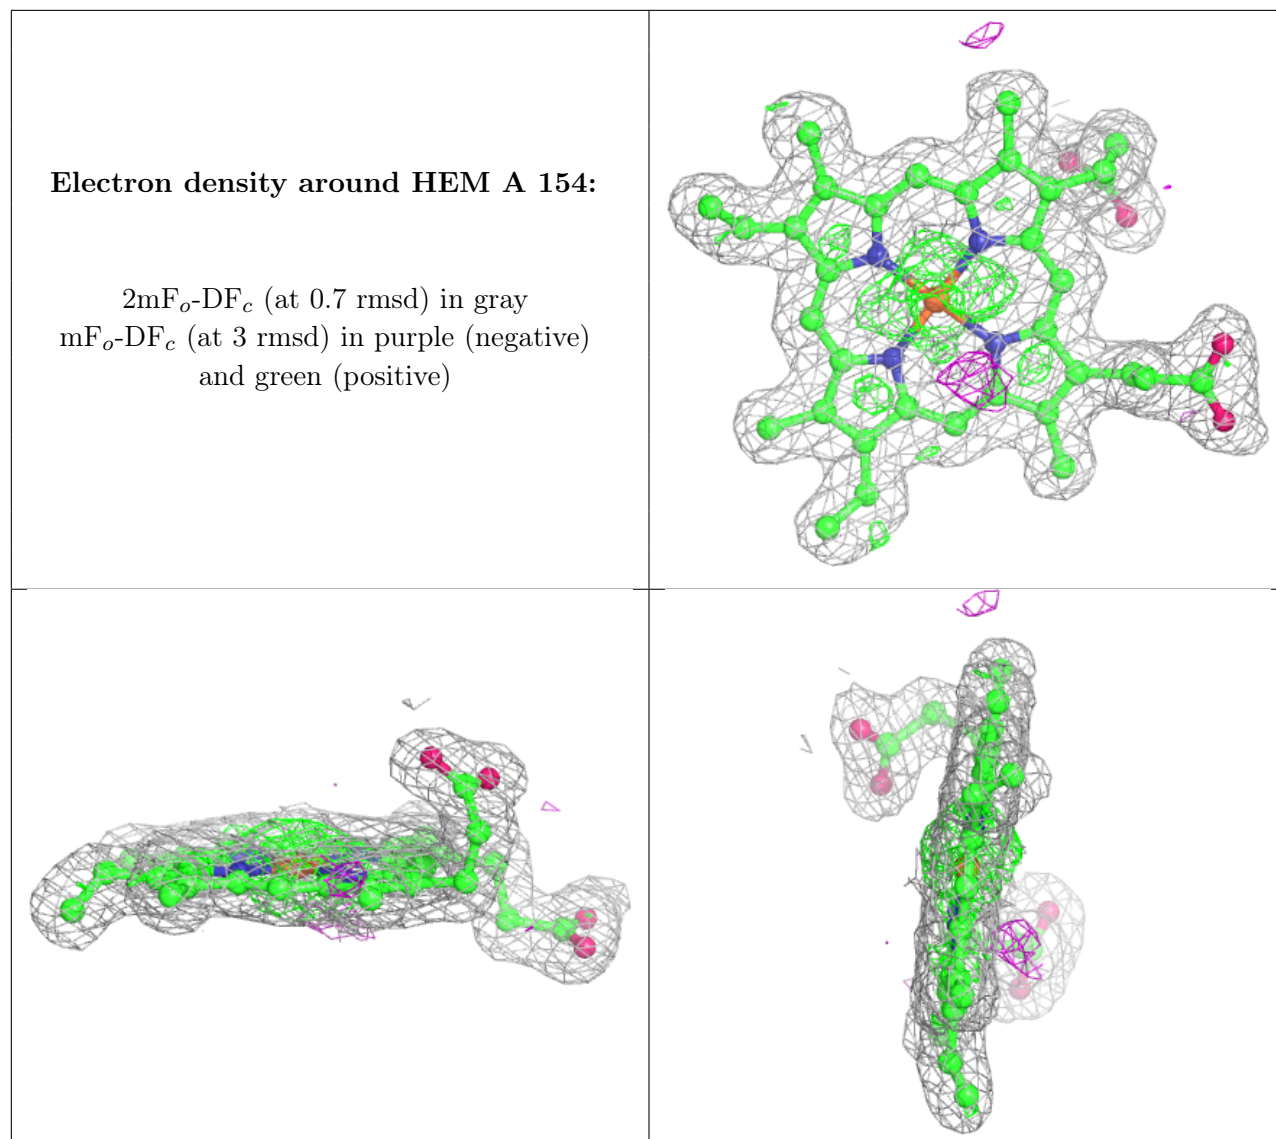 Electron density around HEM A 154:
2mFo-DFc (at 0.7 rmsd) in gray
mFo-DFc (at 3 rmsd) in purple (negative)
and green (positive)